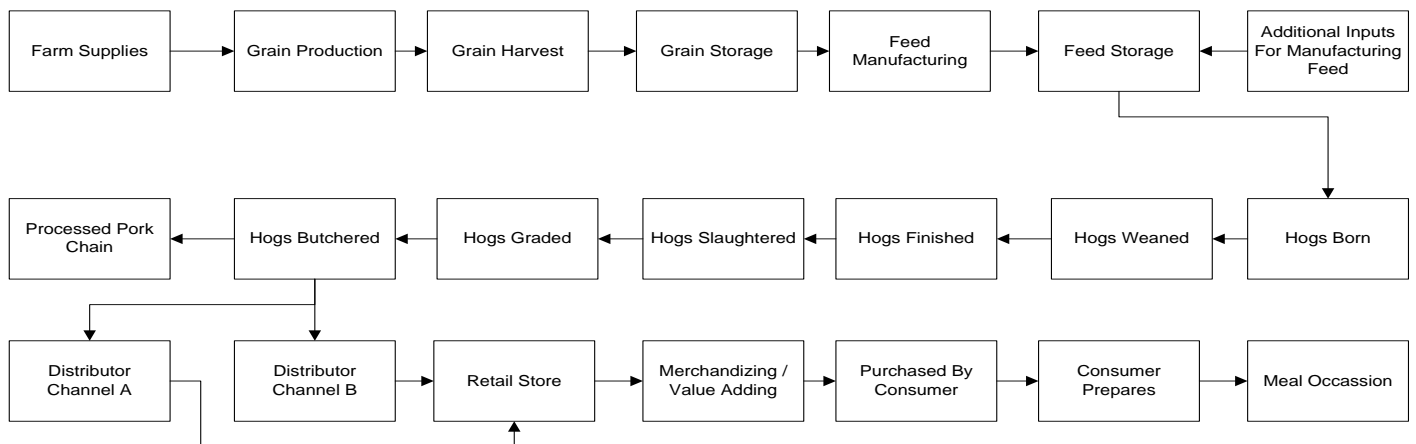 Farm Supplies
Grain Production
Grain Harvest
Grain Storage
Feed
Manufacturing
Feed Storage
Additional Inputs
For Manufacturing
Feed
Processed Pork
Chain
Hogs Butchered
Hogs Graded
Hogs Slaughtered
Hogs Finished
Hogs Weaned
Hogs Born
Distributor
Channel A
Distributor
Channel B
Retail Store
Merchandizing /
Value Adding
Purchased By
Consumer
Consumer
Prepares
Meal Occassion